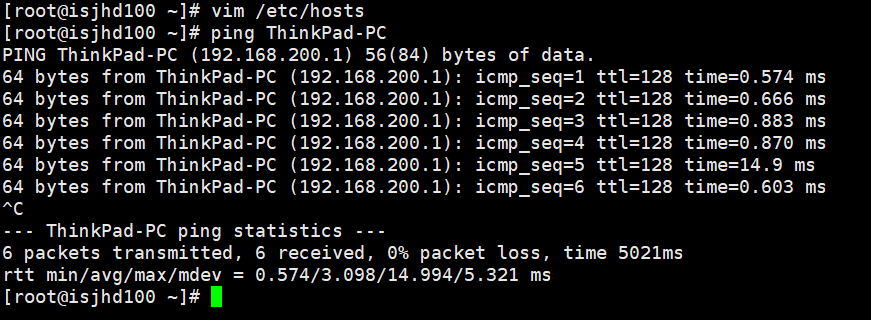 [root@isjhd100 ~]# vim /etc/hosts
[root@isjhd100 ~]# ping ThinkPad-PC
PING ThinkPad-PC (192.168.200.1) 56(84) bytes of data.
64 bytes from ThinkPad-PC (192.168.200.1): icmp_seq=1 ttl=128 time=0.574 ms
64 bytes from ThinkPad-PC (192.168.200.1): icmp_seq=2 ttl=128 time=0.666 ms
64 bytes from ThinkPad-PC (192.168.200.1): icmp_seq=3 ttl=128 time=0.883 ms
64 bytes from ThinkPad-PC (192.168.200.1): icmp_seq=4 ttl=128 time=0.870 ms
64 bytes from ThinkPad-PC (192.168.200.1): icmp_seq=5 ttl=128 time=14.9 ms
64 bytes from ThinkPad-PC (192.168.200.1): icmp_seq=6 ttl=128 time=0.603 ms
^C
--- ThinkPad-PC ping statistics ---
6 packets transmitted, 6 received, 0% packet loss, time 5021ms
rtt min/avg/max/mdev = 0.574/3.098/14.994/5.321 ms
[root@isjhd100 ~]#